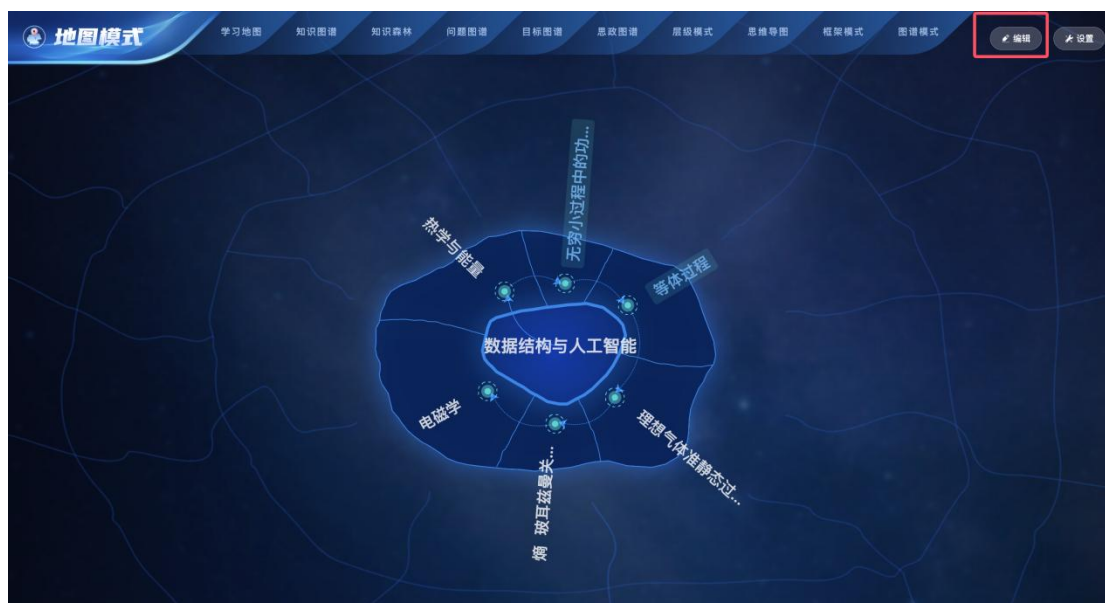 地图模式
学习地图
知识图谱
知识森林
问题图谱
目标图谱
思政图谱
层级模式
思维导图
框架模式
图谱模式
编辑
设置
无穷小过程中的功...
热学与能量
等体过程
数据结构与人工智能
电磁学
理想气体准静态过...
熵 玻耳兹曼关...